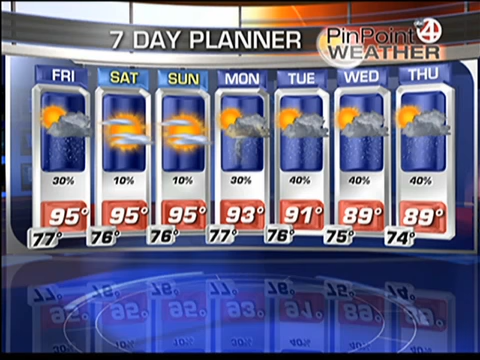 7 DAY PLANNER
PinPoint 4
WEATHER
FRI SAT SUN MON TUE WED THU
30% 10% 10% 30% 40% 40% 40%
95° 95° 95° 93° 91° 89° 89°
77° 76° 76° 77° 76° 75° 74°